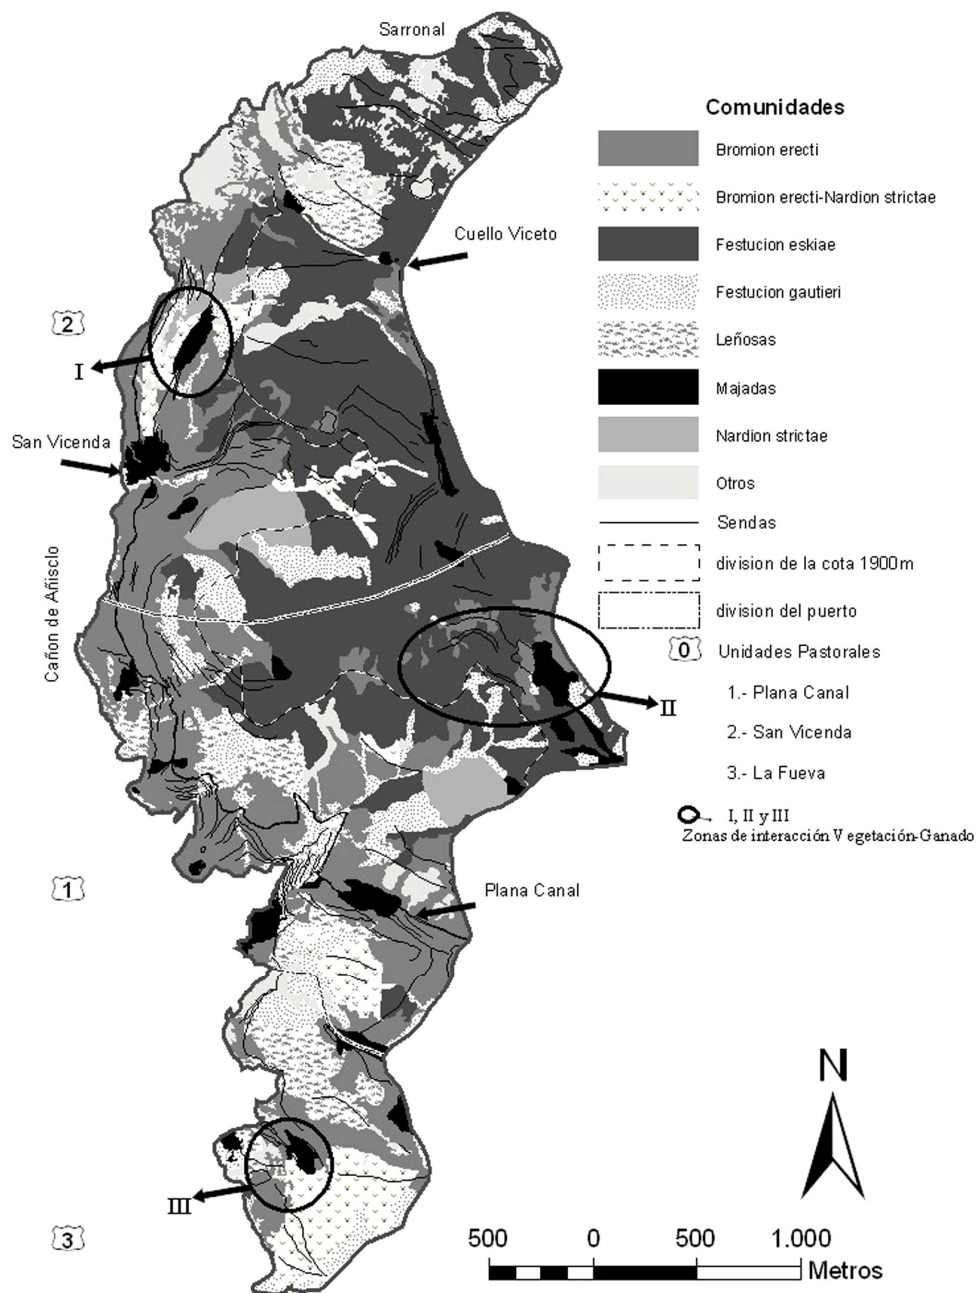 Sarronal
Comunidades
Bromion erecti
Bromion erecti-Nardion strictae
Festucion eskiae
Cuello Viceto
Festucion gautieri
2
Leñosas
I
Majadas
San Vicenda
Nardion strictae
Otros
Sendas
division de la cota 1900m
Cañon de Añisclo
division del puerto
0 Unidades Pastorales
1.- Plana Canal
II
2.- San Vicenda
3.- La Fueva
I, II y III
Zonas de interacción V egetación-Ganado
1
Plana Canal
N
III
3
500 0 500 1.000
Metros